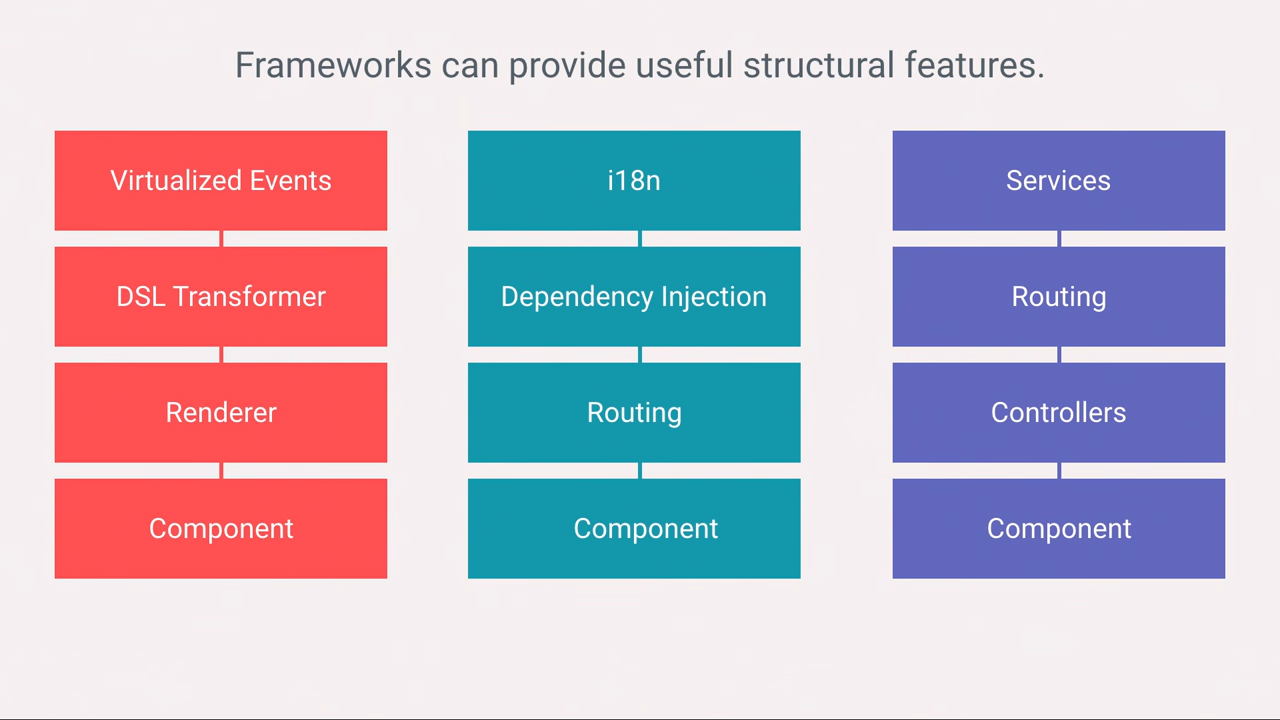 Frameworks can provide useful structural features.
Virtualized Events
DSL Transformer
Renderer
Component
i18n
Dependency Injection
Routing
Component
Services
Routing
Controllers
Component